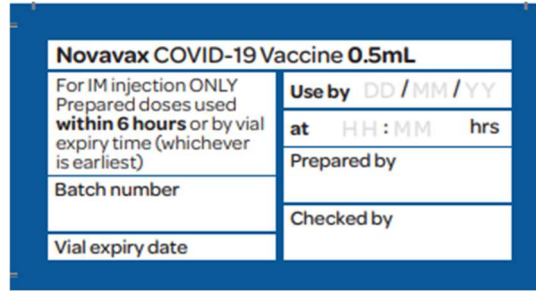 Novavax COVID-19 Vaccine 0.5mL
For IM injection ONLY
Prepared doses used
within 6 hours or by vial
expiry time (whichever
is earliest)
Batch number
Vial expiry date
Use by DD / MM / YY
at HH : MM hrs
Prepared by
Checked by